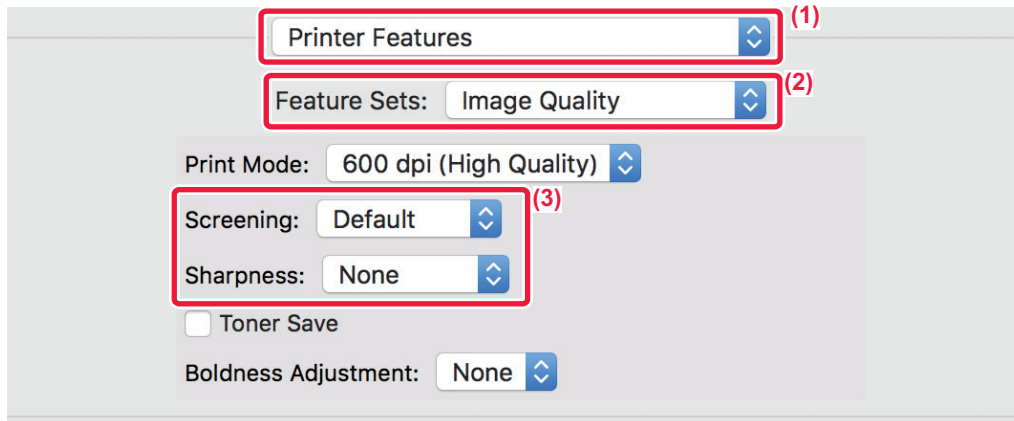 (1)
Printer Features
(2)
Feature Sets: Image Quality
Print Mode: 600 dpi (High Quality)
(3)
Screening: Default
Sharpness: None
Toner Save
Boldness Adjustment: None